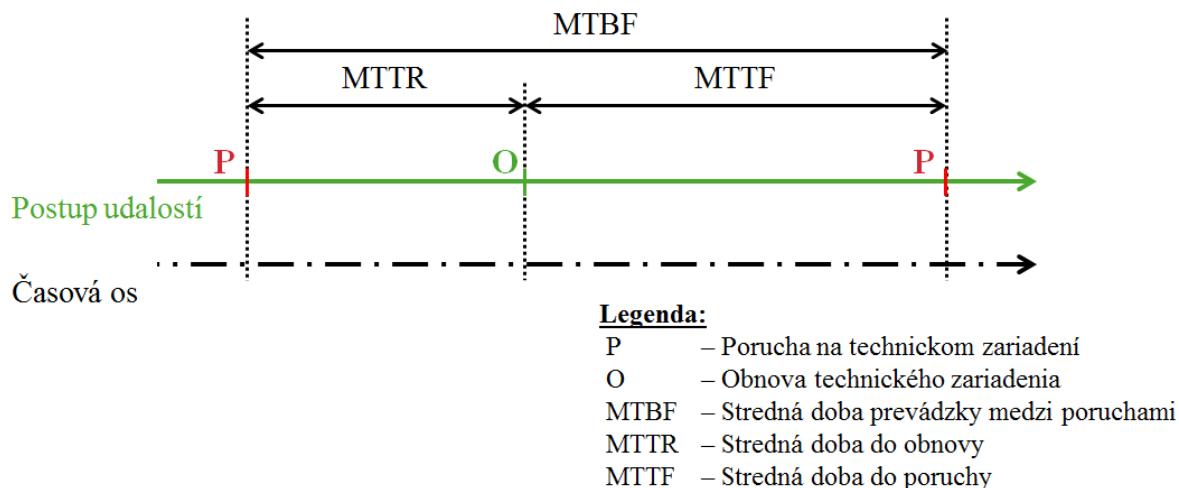 MTBF
MTTR MTTF
P O P
Postup udalostí
Časová os
Legenda:
P – Porucha na technickom zariadení
O – Obnova technického zariadenia
MTBF – Stredná doba prevádzky medzi poruchami
MTTR – Stredná doba do obnovy
MTTF – Stredná doba do poruchy